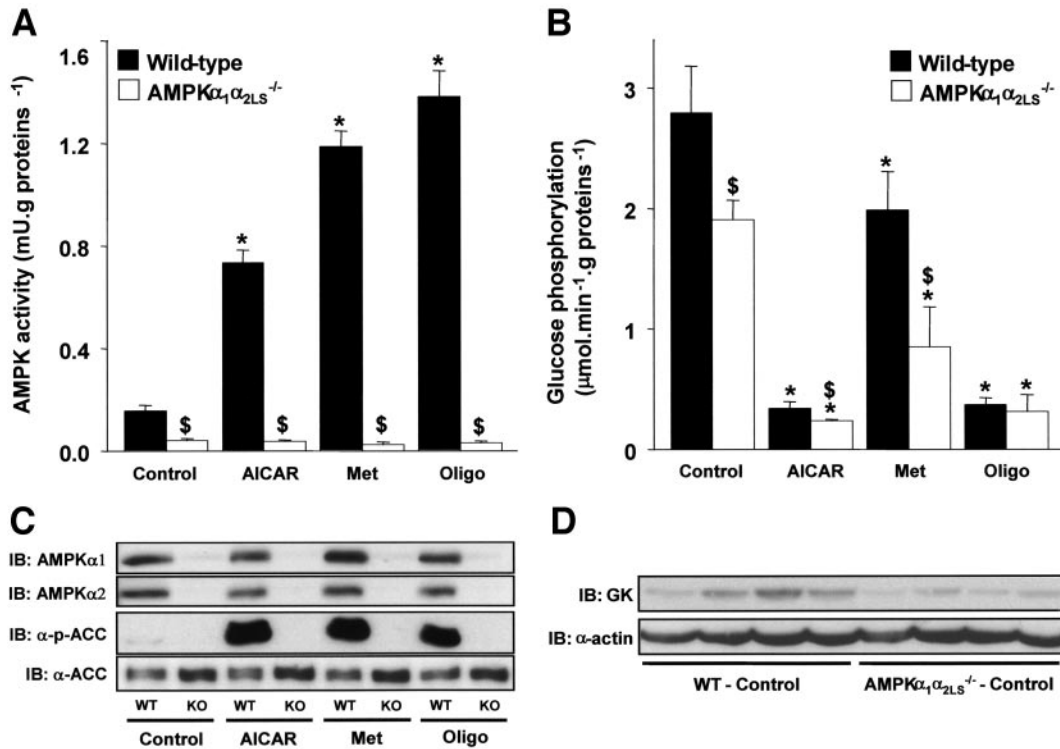 A
Wild-type
AMPKα₁α₂LS⁻/⁻
AMPK activity (mU.g proteins ⁻¹)
1.6
1.2
0.8
0.4
0.0
* * *
$ $ $ $
Control AICAR Met Oligo
B
Wild-type
AMPKα₁α₂LS⁻/⁻
Glucose phosphorylation
(μmol.min⁻¹.g proteins ⁻¹)
3
2
1
0
$ * $ * * $ * * *
Control AICAR Met Oligo
C
IB: AMPKα1
IB: AMPKα2
IB: α-p-ACC
IB: α-ACC
WT KO WT KO WT KO WT KO
Control AICAR Met Oligo
D
IB: GK
IB: α-actin
WT - Control AMPKα₁α₂LS⁻/⁻ - Control